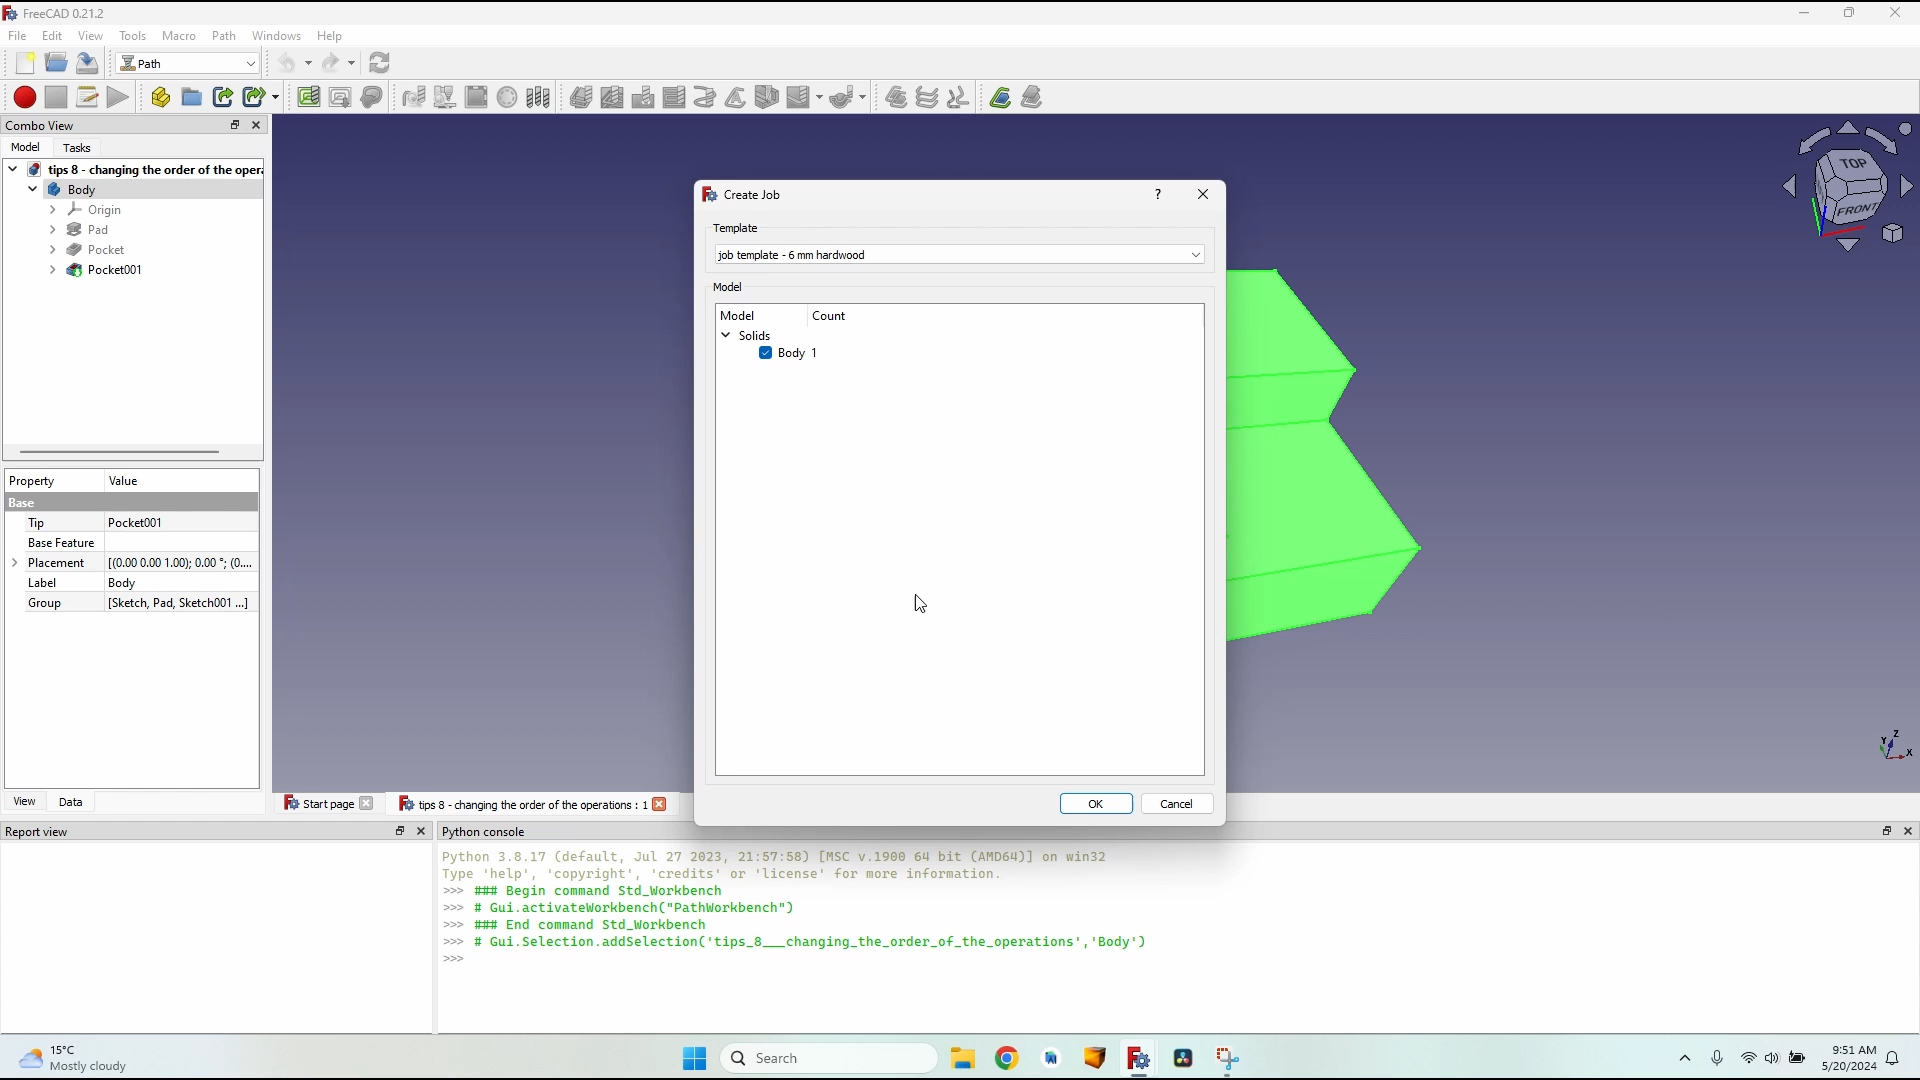 FreeCAD 0.21.2
File Edit View Tools Macro Path Windows Help
Path
Combo View
Model Tasks
tips 8 - changing the order of the opera
Body
Origin
Pad
Pocket
Pocket001
Property Value
Base
Tip Pocket001
Base Feature
Placement [(0.00 0.00 1.00); 0.00 °; (0....
Label Body
Group [Sketch, Pad, Sketch001 ...]
View Data
Create Job ?
Template
job template - 6 mm hardwood
Model
Model Count
Solids
Body 1
OK Cancel
TOP
FRONT
Z
Y
X
Start page
tips 8 - changing the order of the operations : 1
Report view
Python console
Python 3.8.17 (default, Jul 27 2023, 21:57:58) [MSC v.1900 64 bit (AMD64)] on win32
Type 'help', 'copyright', 'credits' or 'license' for more information.
>>> ### Begin command Std_Workbench
>>> # Gui.activateWorkbench("PathWorkbench")
>>> ### End command Std_Workbench
>>> # Gui.Selection.addSelection('tips_8___changing_the_order_of_the_operations','Body')
>>>
15°C
Mostly cloudy
Search
9:51 AM
5/20/2024